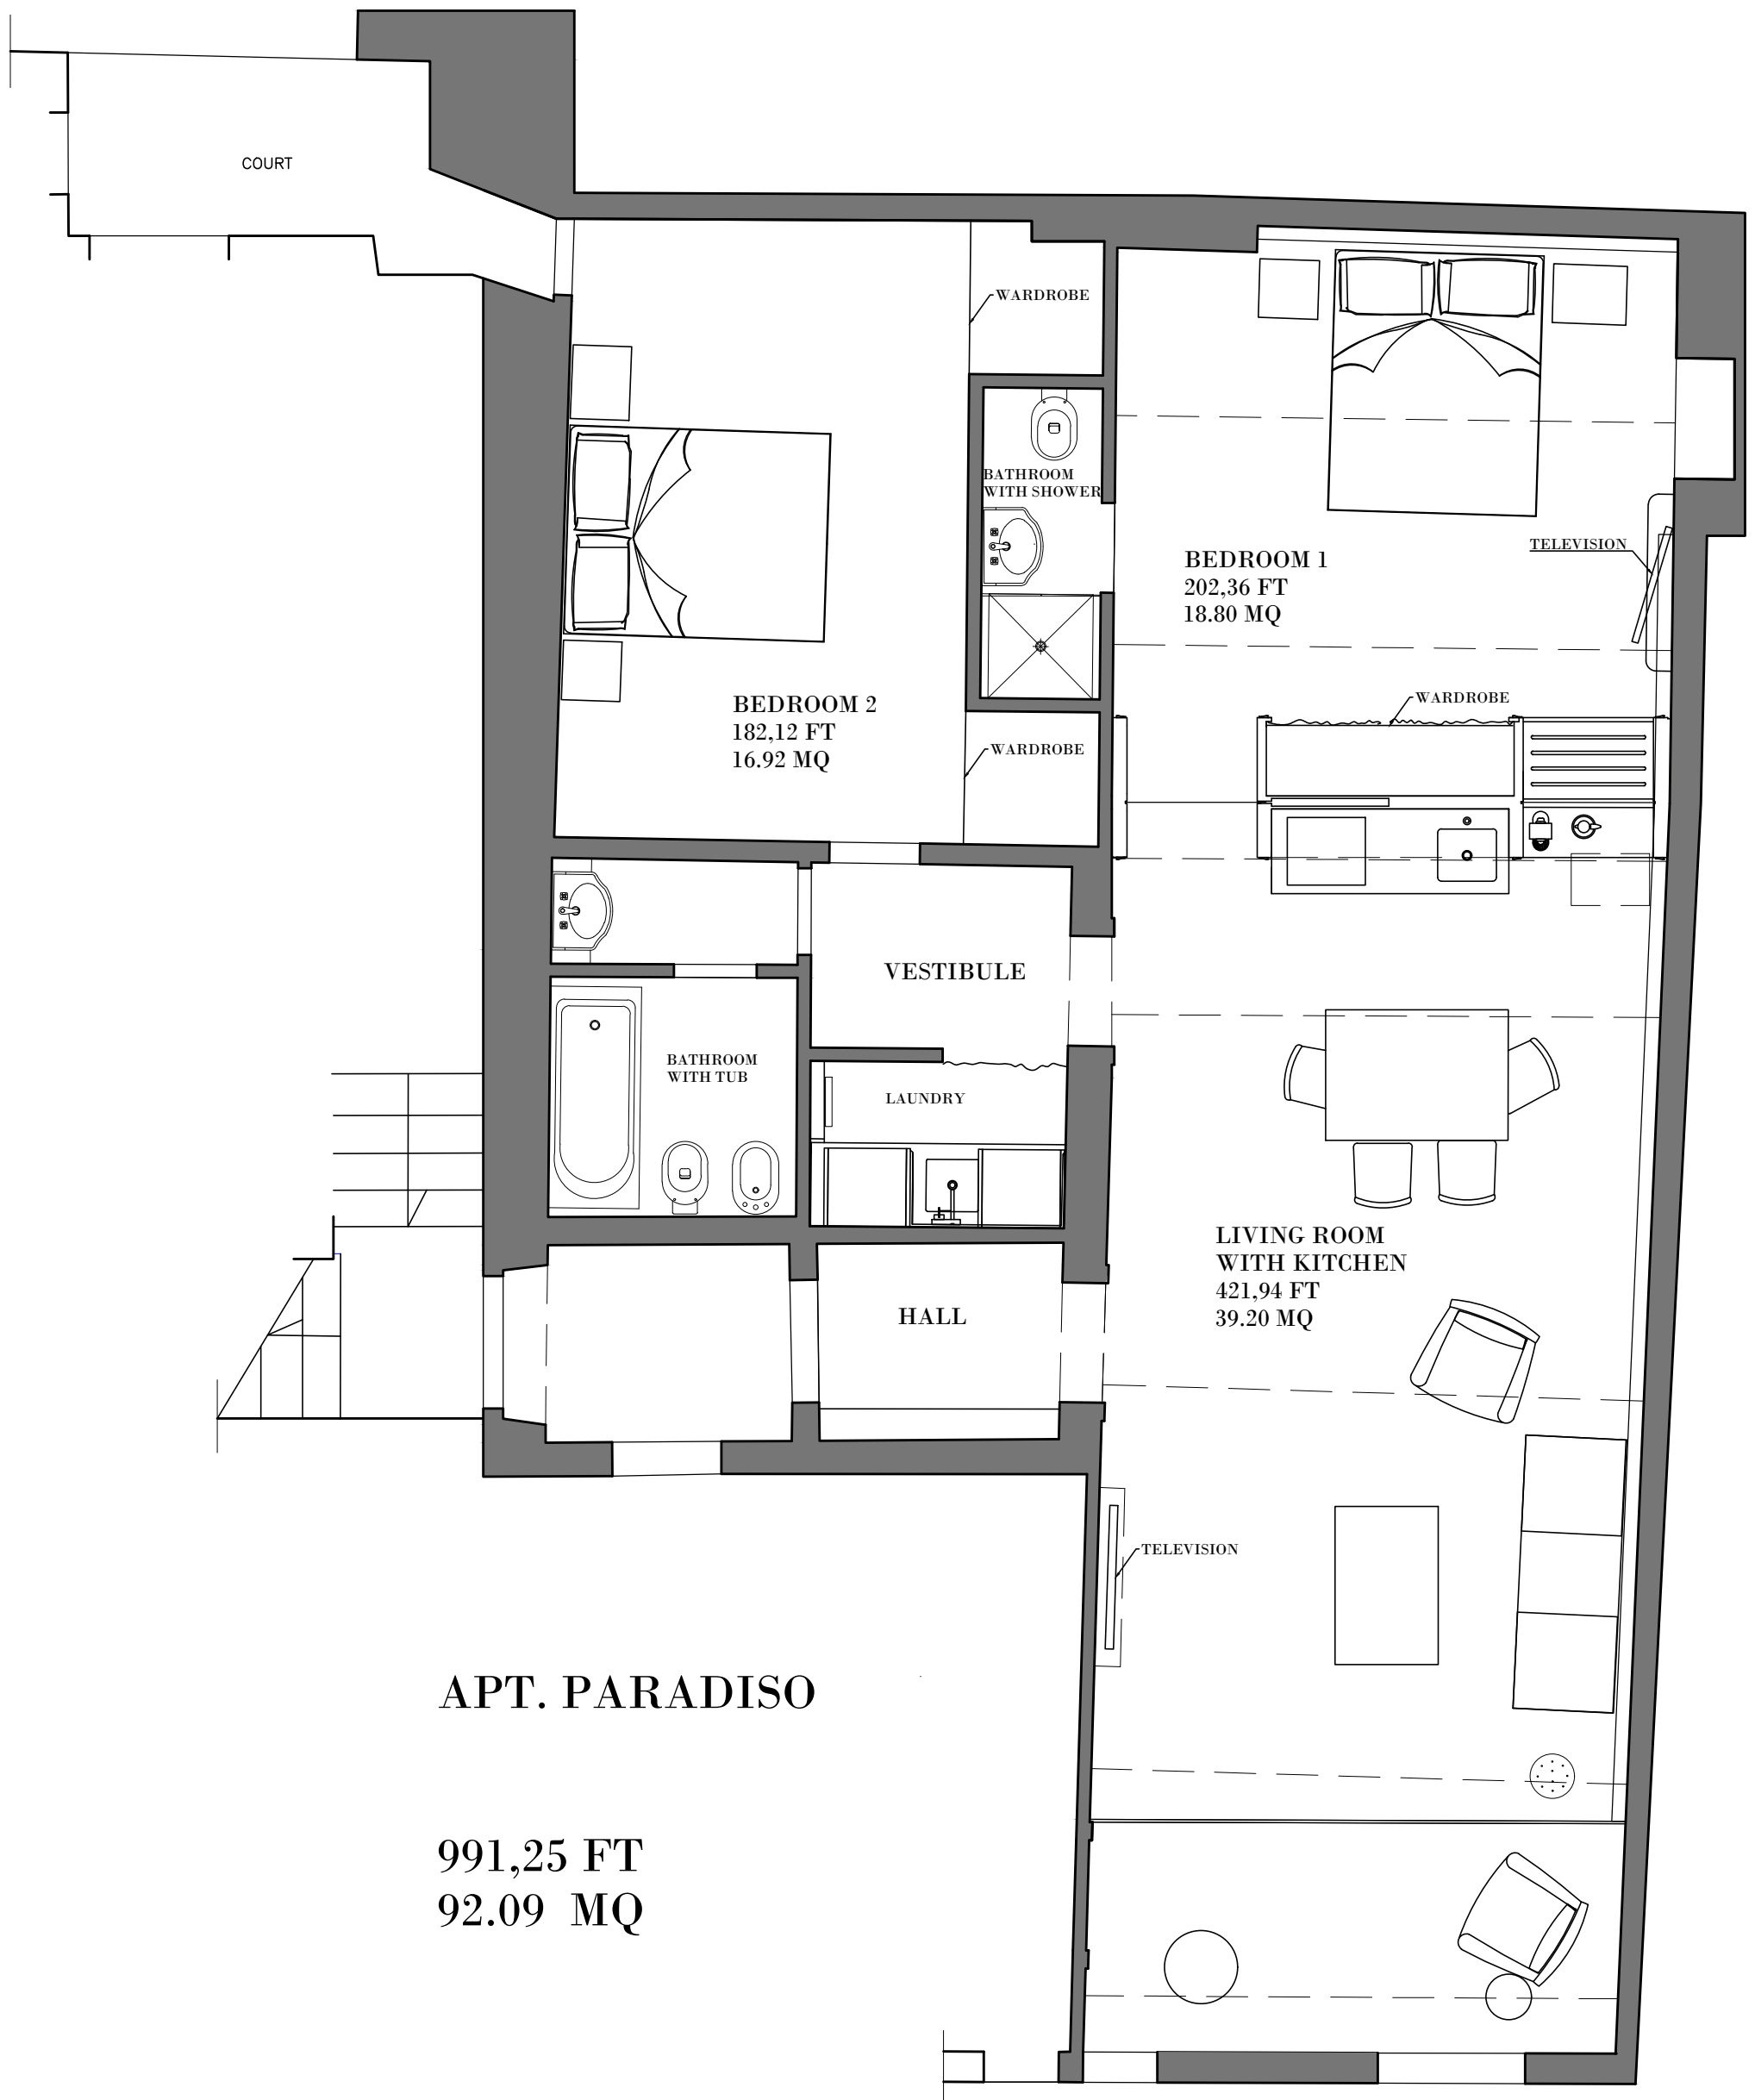 COURT
WARDROBE
BATHROOM
WITH SHOWER
BEDROOM 1
202,36 FT
18.80 MQ
TELEVISION
WARDROBE
BEDROOM 2
182,12 FT
16.92 MQ
WARDROBE
VESTIBULE
BATHROOM
WITH TUB
LAUNDRY
LIVING ROOM
WITH KITCHEN
421,94 FT
39.20 MQ
HALL
TELEVISION
APT. PARADISO
991,25 FT
92.09 MQ